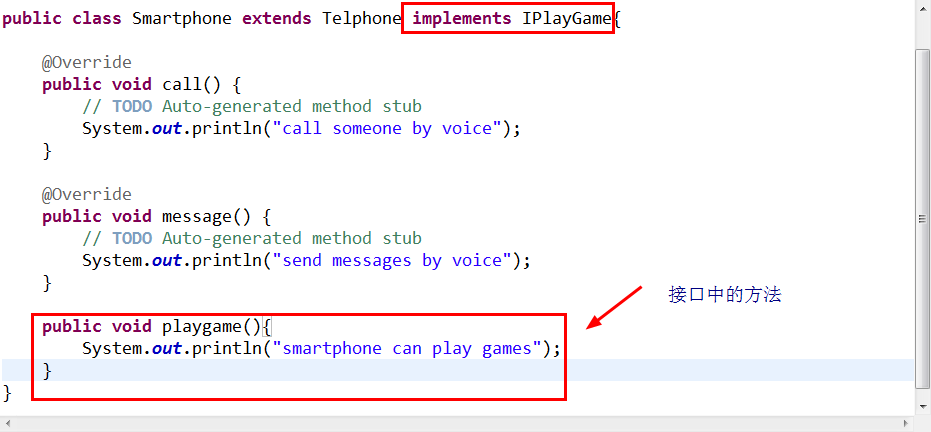 public class Smartphone extends Telphone implements IPlayGame{
@Override
public void call() {
// TODO Auto-generated method stub
System.out.println("call someone by voice");
}
@Override
public void message() {
// TODO Auto-generated method stub
System.out.println("send messages by voice");
}
接口中的方法
public void playgame(){
System.out.println("smartphone can play games");
}
}